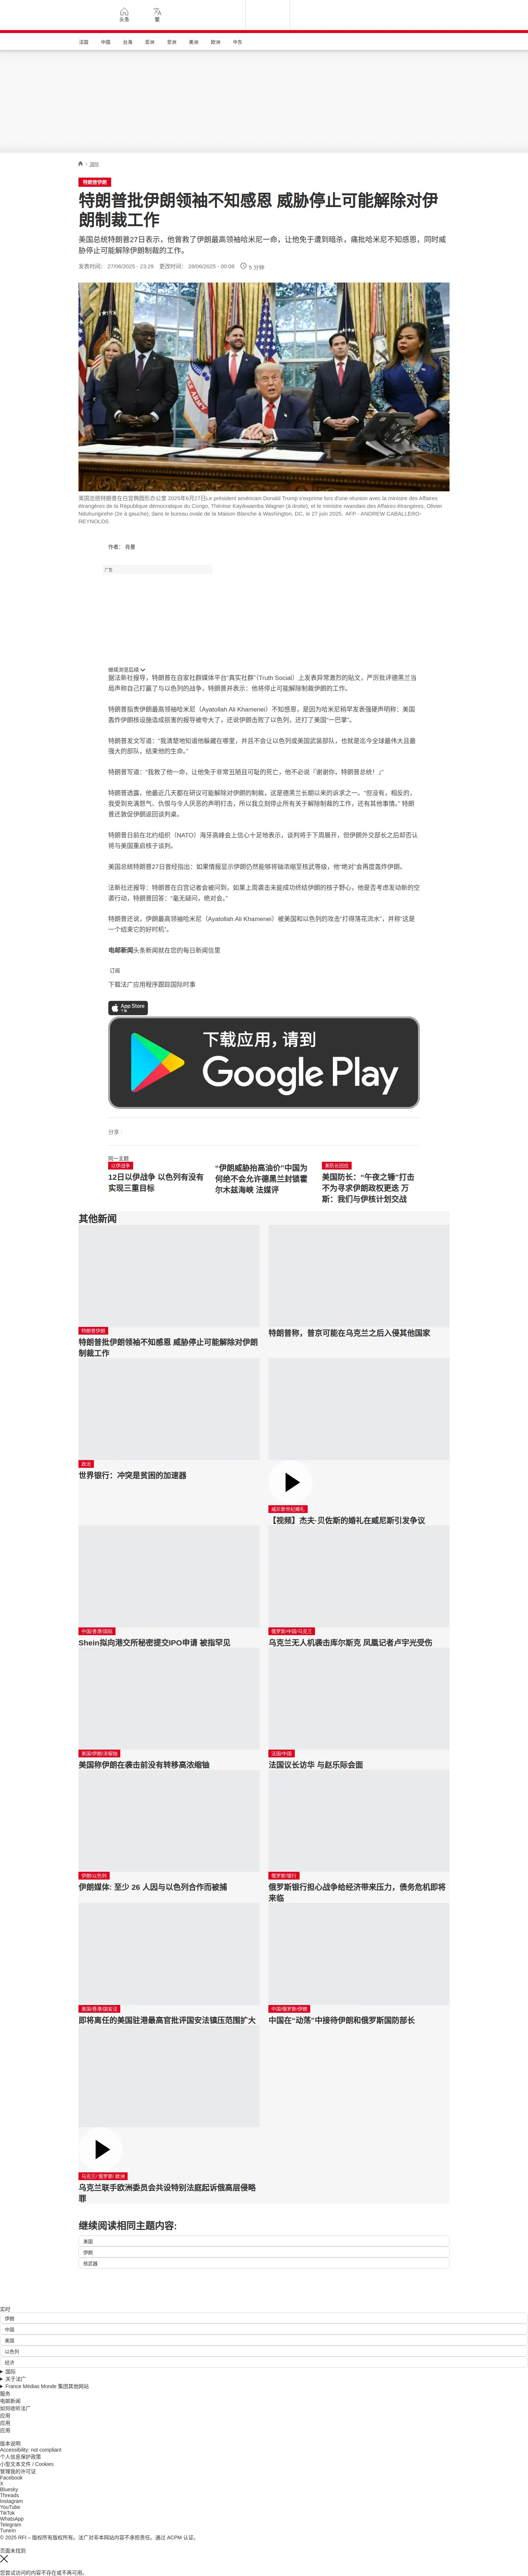 头条
繁
法国
中国
台海
亚洲
非洲
美洲
欧洲
中东
/ 国际
特朗普伊朗
特朗普批伊朗领袖不知感恩 威胁停止可能解除对伊
朗制裁工作
美国总统特朗普27日表示，他曾救了伊朗最高领袖哈米尼一命，让他免于遭到暗杀，痛批哈米尼不知感恩，同时威
胁停止可能解除伊朗制裁的工作。
发表时间： 27/06/2025 - 23:29 更改时间： 28/06/2025 - 00:08 5 分钟
美国总统特朗普在白宫椭圆形办公室 2025年6月27日Le président américain Donald Trump s'exprime lors d'une réunion avec la ministre des Affaires
étrangères de la République démocratique du Congo, Thérèse Kayikwamba Wagner (à droite), et le ministre rwandais des Affaires étrangères, Olivier
Nduhungirehe (2e à gauche), dans le bureau ovale de la Maison Blanche à Washington, DC, le 27 juin 2025. AFP - ANDREW CABALLERO-
REYNOLDS
作者： 肖曼
广告
继续浏览后续
据法新社报导，特朗普在自家社群媒体平台“真实社群”（Truth Social）上发表异常激烈的贴文，严厉批评德黑兰当
局声称自己打赢了与以色列的战争，特朗普并表示：他将停止可能解除制裁伊朗的工作。
特朗普指责伊朗最高领袖哈米尼（Ayatollah Ali Khamenei）不知感恩，是因为哈米尼稍早发表强硬声明称：美国
轰炸伊朗核设施造成损害的报导被夸大了，还说伊朗击败了以色列，还打了美国“一巴掌”。
特朗普发文写道：“我清楚地知道他躲藏在哪里，并且不会让以色列或美国武装部队，也就是迄今全球最伟大且最
强大的部队，结束他的生命。”
特朗普写道：“我救了他一命，让他免于非常丑陋且可耻的死亡，他不必说『谢谢你，特朗普总统！』”
特朗普透露，他最近几天都在研议可能解除对伊朗的制裁，这是德黑兰长期以来的诉求之一。“但没有，相反的，
我受到充满怒气、仇恨与令人厌恶的声明打击，所以我立刻停止所有关于解除制裁的工作，还有其他事情。” 特朗
普还敦促伊朗返回谈判桌。
特朗普日前在北约组织（NATO）海牙高峰会上信心十足地表示，谈判将于下周展开，但伊朗外交部长之后却否认
将与美国重启核子谈判。
美国总统特朗普27日曾经指出：如果情报显示伊朗仍然能够将铀浓缩至核武等级，他“绝对”会再度轰炸伊朗。
法新社还报导：特朗普在白宫记者会被问到，如果上周袭击未能成功终结伊朗的核子野心，他是否考虑发动新的空
袭行动，特朗普回答：“毫无疑问，绝对会。”
特朗普还说，伊朗最高领袖哈米尼（Ayatollah Ali Khamenei）被美国和以色列的攻击“打得落花流水”，并称“这是
一个结束它的好时机”。
电邮新闻头条新闻就在您的每日新闻信里
订阅
下载法广应用程序跟踪国际时事
App Store
下载
下载应用，请到
Google Play
分享 :
同一主题
以伊战争
12日以伊战争 以色列有没有
实现三重目标
“伊朗威胁抬高油价”中国为
何绝不会允许德黑兰封锁霍
尔木兹海峡 法媒评
美防长回应
美国防长：“午夜之锤”打击
不为寻求伊朗政权更迭 万
斯：我们与伊核计划交战
其他新闻
特朗普伊朗
特朗普批伊朗领袖不知感恩 威胁停止可能解除对伊朗
制裁工作
特朗普称，普京可能在乌克兰之后入侵其他国家
政治
世界银行：冲突是贫困的加速器
威尼斯世纪婚礼
【视频】杰夫·贝佐斯的婚礼在威尼斯引发争议
中国/香港/国际
Shein拟向港交所秘密提交IPO申请 被指罕见
俄罗斯/中国/乌克兰
乌克兰无人机袭击库尔斯克 凤凰记者卢宇光受伤
美国/伊朗/浓缩铀
美国称伊朗在袭击前没有转移高浓缩铀
法国/中国
法国议长访华 与赵乐际会面
伊朗/以色列
伊朗媒体: 至少 26 人因与以色列合作而被捕
俄罗斯/银行
俄罗斯银行担心战争给经济带来压力，债务危机即将
来临
美国/香港/国安法
即将离任的美国驻港最高官批评国安法镇压范围扩大
中国/俄罗斯/伊朗
中国在“动荡”中接待伊朗和俄罗斯国防部长
乌克兰/ 俄罗斯/ 欧洲
乌克兰联手欧洲委员会共设特别法庭起诉俄高层侵略
罪
继续阅读相同主题内容:
美国
伊朗
核武器
实时
伊朗
中国
美国
以色列
经济
国际
关于法广
France Médias Monde 集团其他网站
服务
电邮新闻
如何收听法广
应用
应用
应用
版本说明
Accessibility: not compliant
个人信息保护政策
小型文本文件 / Cookies
管理我的许可证
Facebook
X
Bluesky
Threads
Instagram
YouTube
TikTok
WhatsApp
Telegram
TuneIn
© 2025 RFI – 版权所有版权所有。法广对非本网站内容不承担责任。通过 ACPM 认证。
页面未找到
您尝试访问的内容不存在或不再可用。